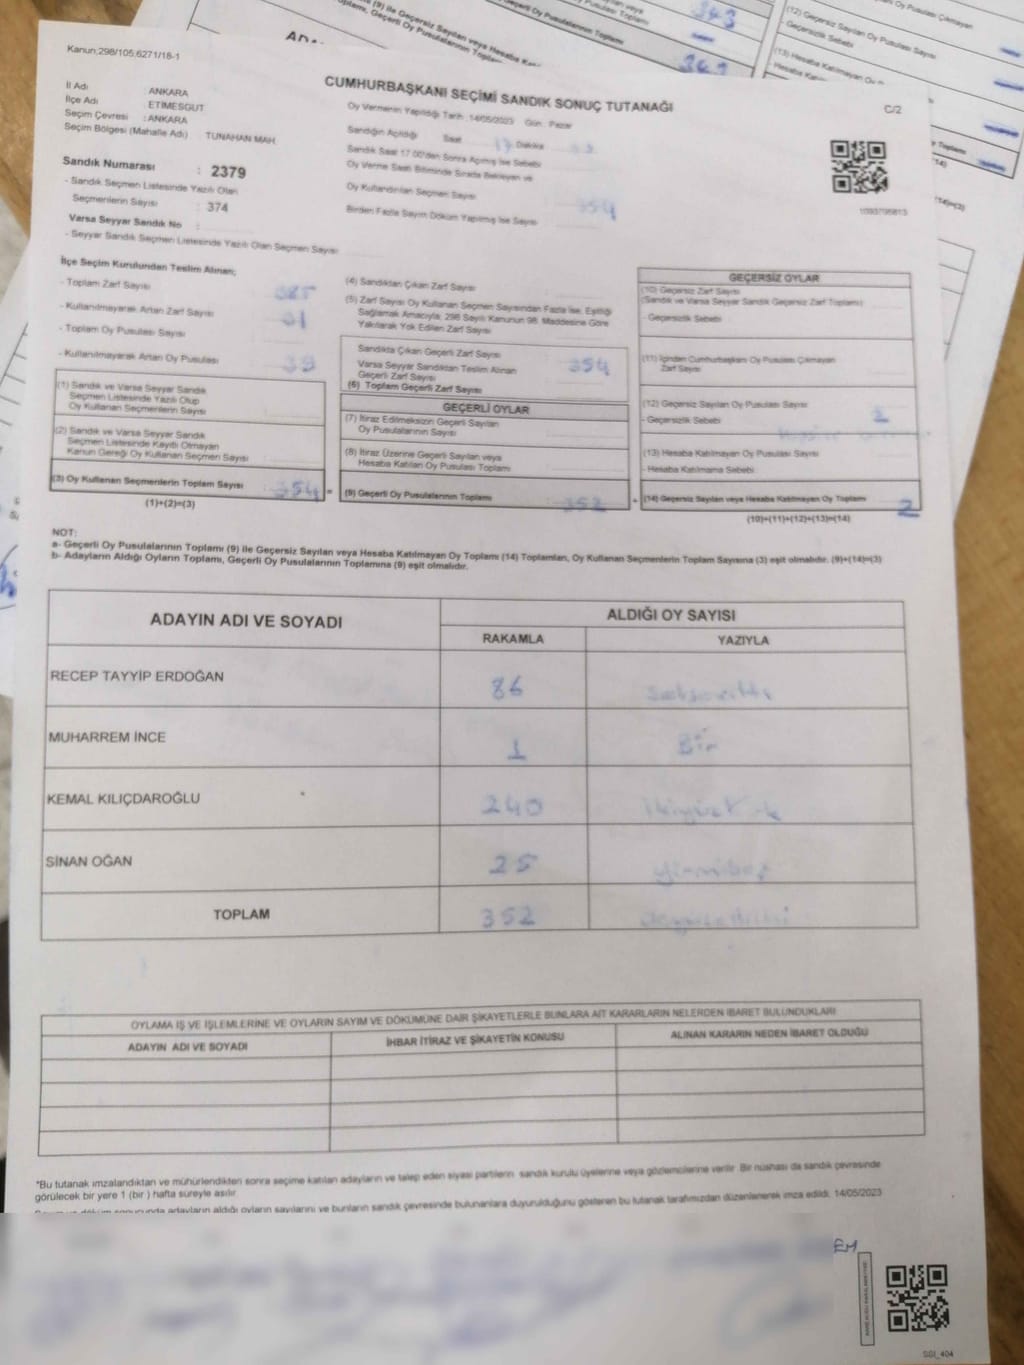 Kanun;298/105,6271/18-1
CUMHURBAŞKANI SEÇİMİ SANDIK SONUÇ TUTANAĞI
C/2
İl Adı ANKARA
İlçe Adı ETİMESGUT
Seçim Çevresi : ANKARA
Seçim Bölgesi (Mahalle Adı) TUNAHAN MAH.
Oy Vermenin Yapıldığı Tarih : 14/05/2023 Gün : Pazar
Sandığın Açıldığı Saat 17 Dakika
Sandık Saat 17.00'den Sonra Açılmış İse Sebebi
Oy Verme Saati Bitiminde Sırada Bekleyen ve
Oy Kullandırılan Seçmen Sayısı 354
Birden Fazla Sayım Döküm Yapılmış İse Sayısı
Sandık Numarası : 2379
- Sandık Seçmen Listesinde Yazılı Olan
Seçmenlerin Sayısı : 374
Varsa Seyyar Sandık No :
- Seyyar Sandık Seçmen Listesinde Yazılı Olan Seçmen Sayısı
İlçe Seçim Kurulundan Teslim Alınan;
- Toplam Zarf Sayısı 385
- Kullanılmayarak Artan Zarf Sayısı 31
- Toplam Oy Pusulası Sayısı
- Kullanılmayarak Artan Oy Pusulası 39
(1) Sandık ve Varsa Seyyar Sandık
Seçmen Listesinde Yazılı Olup
Oy Kullanan Seçmenlerin Sayısı
(2) Sandık ve Varsa Seyyar Sandık
Seçmen Listesinde Kayıtlı Olmayan
Kanun Gereği Oy Kullanan Seçmen Sayısı
(3) Oy Kullanan Seçmenlerin Toplam Sayısı : 354 =
(1)+(2)=(3)
(4) Sandıktan Çıkan Zarf Sayısı
(5) Zarf Sayısı Oy Kullanan Seçmen Sayısından Fazla İse, Eşitliği
Sağlamak Amacıyla, 298 Sayılı Kanunun 98. Maddesine Göre
Yakılarak Yok Edilen Zarf Sayısı
Sandıkta Çıkan Geçerli Zarf Sayısı
Varsa Seyyar Sandıktan Teslim Alınan
Geçerli Zarf Sayısı 354
(6) Toplam Geçerli Zarf Sayısı
GEÇERLİ OYLAR
(7) İtiraz Edilmeksizin Geçerli Sayılan
Oy Pusulalarının Sayısı
(8) İtiraz Üzerine Geçerli Sayılan veya
Hesaba Katılan Oy Pusulası Toplamı
(9) Geçerli Oy Pusulalarının Toplamı 352 +
GEÇERSİZ OYLAR
(10) Geçersiz Zarf Sayısı
(Sandık ve Varsa Seyyar Sandık Geçersiz Zarf Toplamı)
- Geçersizlik Sebebi
(11) İçinden Cumhurbaşkanı Oy Pusulası Çıkmayan
Zarf Sayısı
(12) Geçersiz Sayılan Oy Pusulası Sayısı 2
- Geçersizlik Sebebi
(13) Hesaba Katılmayan Oy Pusulası Sayısı
- Hesaba Katılmama Sebebi
(14) Geçersiz Sayılan veya Hesaba Katılmayan Oy Toplamı 2
(10)+(11)+(12)+(13)=(14)
NOT:
a- Geçerli Oy Pusulalarının Toplamı (9) ile Geçersiz Sayılan veya Hesaba Katılmayan Oy Toplamı (14) Toplamları, Oy Kullanan Seçmenlerin Toplam Sayısına (3) eşit olmalıdır. (9)+(14)=(3)
b- Adayların Aldığı Oyların Toplamı, Geçerli Oy Pusulalarının Toplamına (9) eşit olmalıdır.
ADAYIN ADI VE SOYADI
ALDIĞI OY SAYISI
RAKAMLA YAZIYLA
RECEP TAYYİP ERDOĞAN 86 Seksenaltı
MUHARREM İNCE 1 Bir
KEMAL KILIÇDAROĞLU 240
SİNAN OĞAN 25 yirmibeş
TOPLAM 352
OYLAMA İŞ VE İŞLEMLERİNE VE OYLARIN SAYIM VE DÖKÜMÜNE DAİR ŞİKAYETLERLE BUNLARA AİT KARARLARIN NELERDEN İBARET BULUNDUKLARI
ADAYIN ADI VE SOYADI İHBAR İTİRAZ VE ŞİKAYETİN KONUSU ALINAN KARARIN NEDEN İBARET OLDUĞU
*Bu tutanak imzalandıktan ve mühürlendikten sonra seçime katılan adayların ve talep eden siyasi partilerin sandık kurulu üyelerine veya gözlemcilerine verilir. Bir nüshası da sandık çevresinde
görülecek bir yere 1 (bir ) hafta süreyle asılır.
sonucunda adayların aldığı oyların sayılarını ve bunların sandık çevresinde bulunanlara duyurulduğunu gösteren bu tutanak tarafımızdan düzenlenerek imza edildi. 14/05/2023
EM
SGI_404